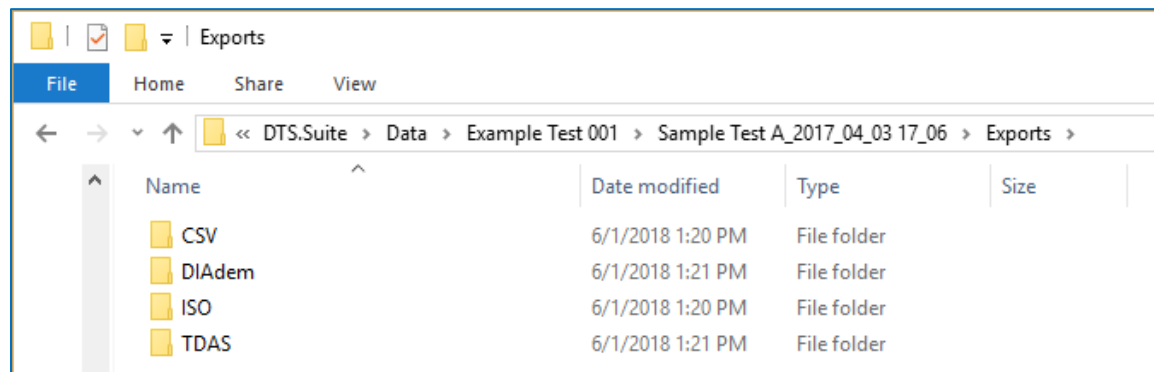 Exports
File Home Share View
« DTS.Suite > Data > Example Test 001 > Sample Test A_2017_04_03 17_06 > Exports >
Name Date modified Type Size
CSV 6/1/2018 1:20 PM File folder
DIAdem 6/1/2018 1:21 PM File folder
ISO 6/1/2018 1:20 PM File folder
TDAS 6/1/2018 1:21 PM File folder